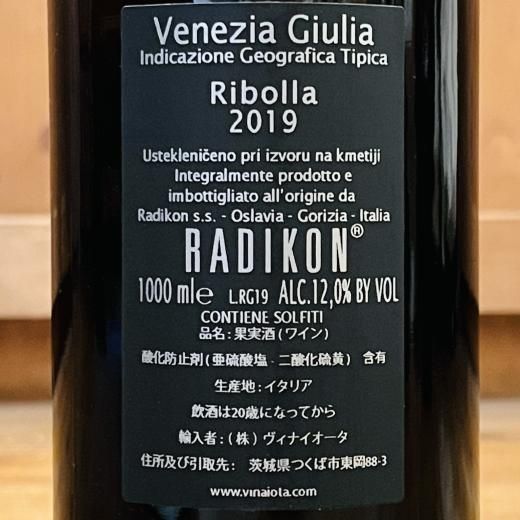 Venezia Giulia
Indicazione Geografica Tipica
Ribolla
2019
Ustekleničeno pri izvoru na kmetiji
Integralmente prodotto e
imbottigliato all'origine da
Radikon s.s. - Oslavia - Gorizia - Italia
RADIKON®
1000 ml℮ L.RG19 ALC.12,0% BY VOL
CONTIENE SOLFITI
品名:果実酒(ワイン)
酸化防止剤(亜硫酸塩・二酸化硫黄) 含有
生産地:イタリア
飲酒は20歳になってから
輸入者:(株)ヴィナイオータ
住所及び引取先: 茨城県つくば市東岡88-3
www.vinaiota.com